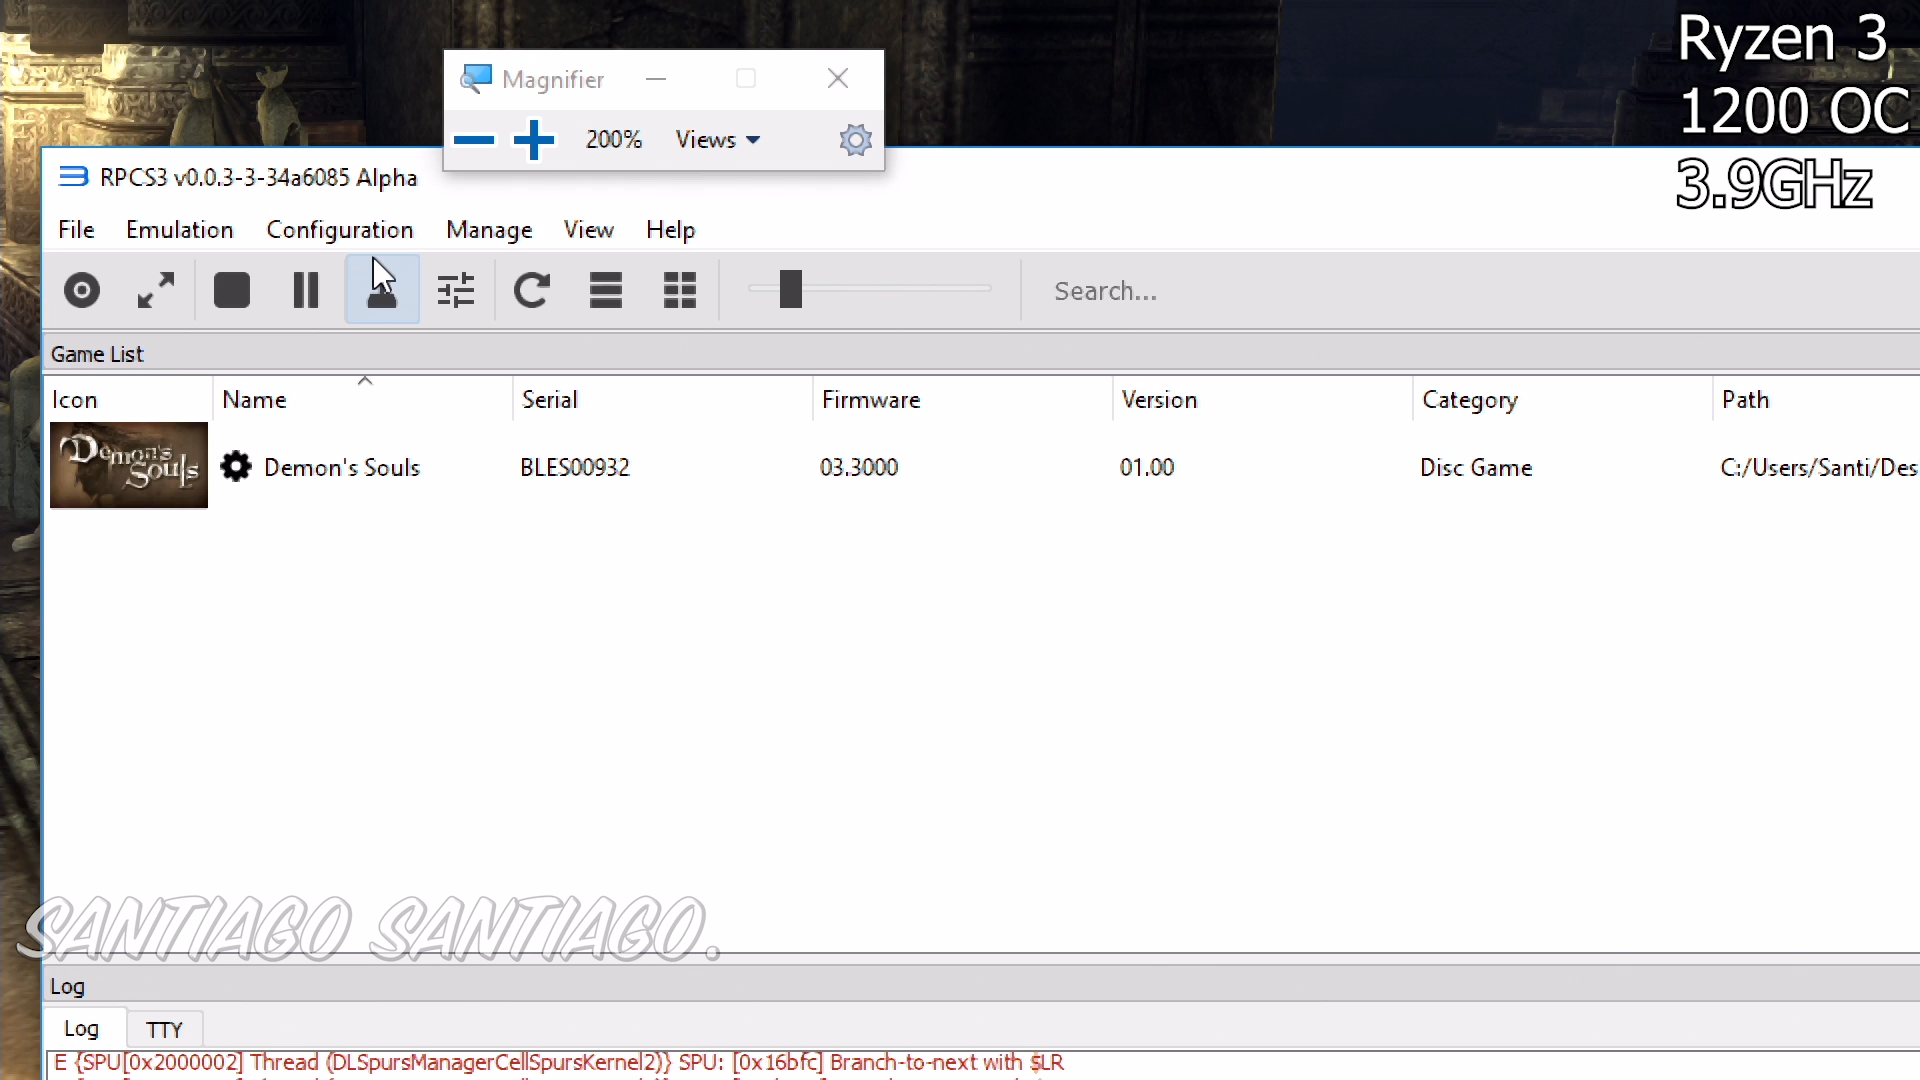 Ryzen 3
1200 OC
3.9GHz
Magnifier
200% Views
RPCS3 v0.0.3-3-34a6085 Alpha
File Emulation Configuration Manage View Help
Search...
Game List
Icon Name Serial Firmware Version Category Path
Demon's Souls
Demon's Souls BLES00932 03.3000 01.00 Disc Game C:/Users/Santi/Des
SANTIAGO SANTIAGO.
Log
Log TTY
E {SPU[0x2000002] Thread (DLSpursManagerCellSpursKernel2)} SPU: [0x16bfc] Branch-to-next with $LR